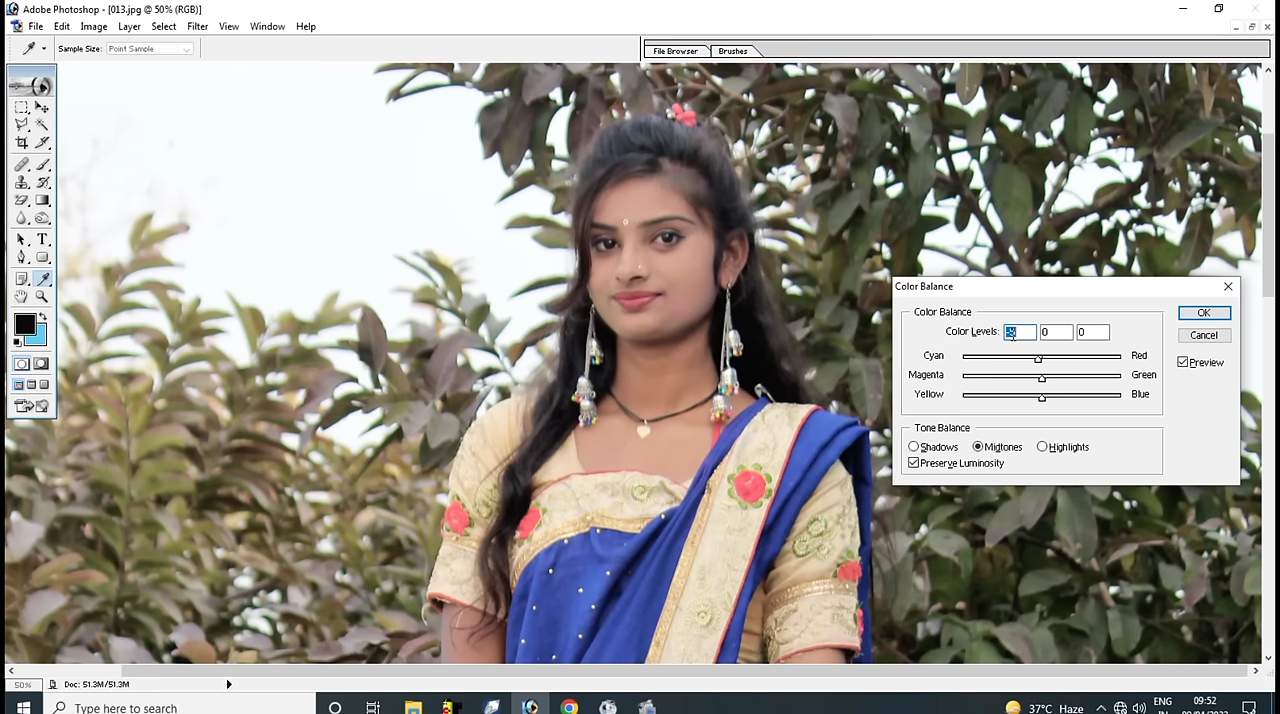 Adobe Photoshop - [013.jpg @ 50% (RGB)]
File Edit Image Layer Select Filter View Window Help
Sample Size: Point Sample
File Browser Brushes
Color Balance
Color Balance
OK
Color Levels: 0 0
Cancel
Cyan Red
Preview
Magenta Green
Yellow Blue
Tone Balance
Shadows Midtones Highlights
Preserve Luminosity
50% Doc: 51.3M/51.3M
Type here to search
37°C Haze
ENG
09:52